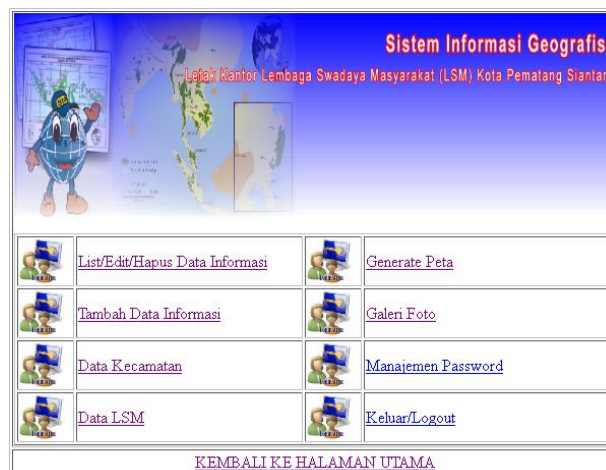 Sistem Informasi Geografis
Letak Kantor Lembaga Swadaya Masyarakat (LSM) Kota Pematang Siantar
List/Edit/Hapus Data Informasi
Generate Peta
Tambah Data Informasi
Galeri Foto
Data Kecamatan
Manajemen Password
Data LSM
Keluar/Logout
KEMBALI KE HALAMAN UTAMA